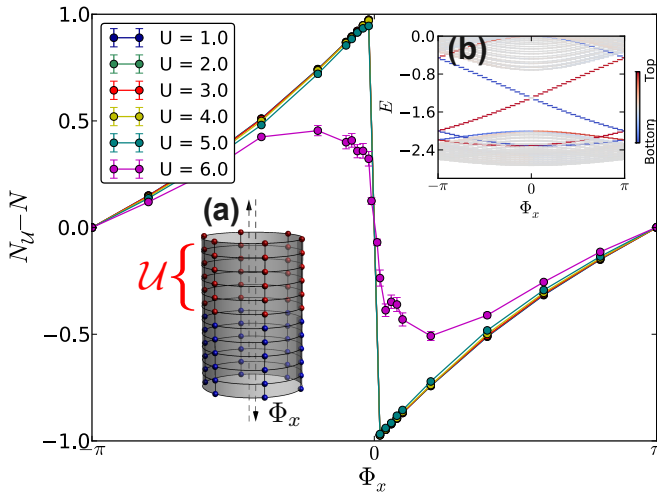 1.0
0.5
0.0
−0.5
−1.0
N_𝒰−N
−π
0
π
Φₓ
U = 1.0
U = 2.0
U = 3.0
U = 4.0
U = 5.0
U = 6.0
(a)
𝒰{
Φₓ
(b)
0.0
−0.8
−1.6
−2.4
E
−π
0
π
Φₓ
Top
Bottom